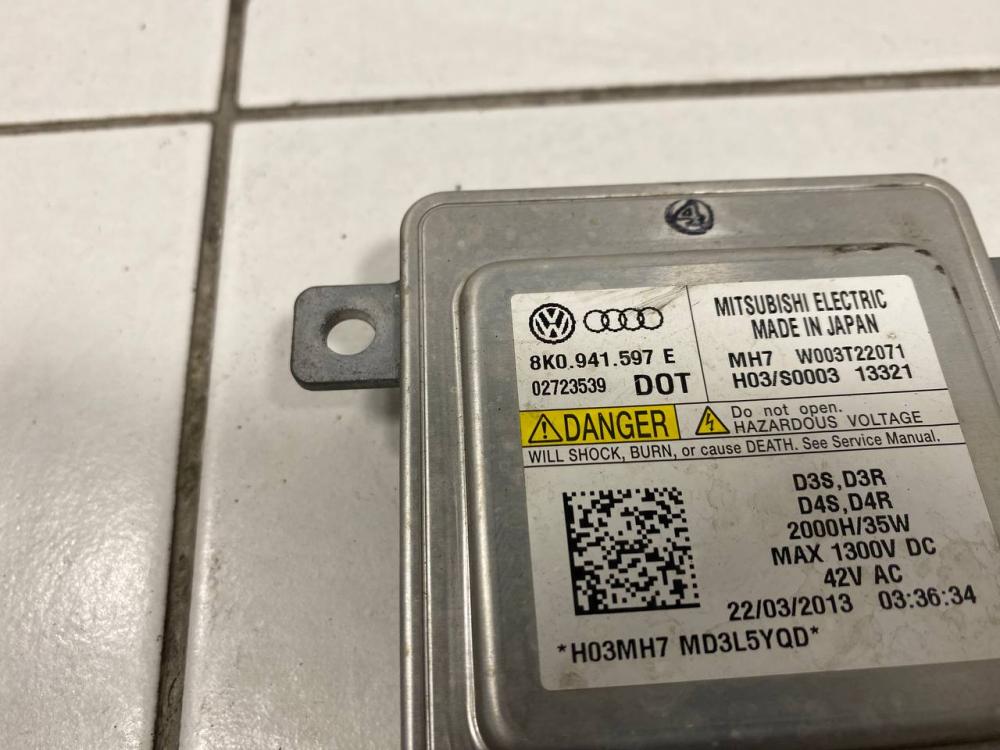 4
VW
8K0.941.597 E
02723539 DOT
MITSUBISHI ELECTRIC
MADE IN JAPAN
MH7 W003T22071
H03/S0003 13321
DANGER
Do not open.
HAZARDOUS VOLTAGE
WILL SHOCK, BURN, or cause DEATH. See Service Manual.
D3S,D3R
D4S,D4R
2000H/35W
MAX 1300V DC
42V AC
22/03/2013 03:36:34
*H03MH7 MD3L5YQD*